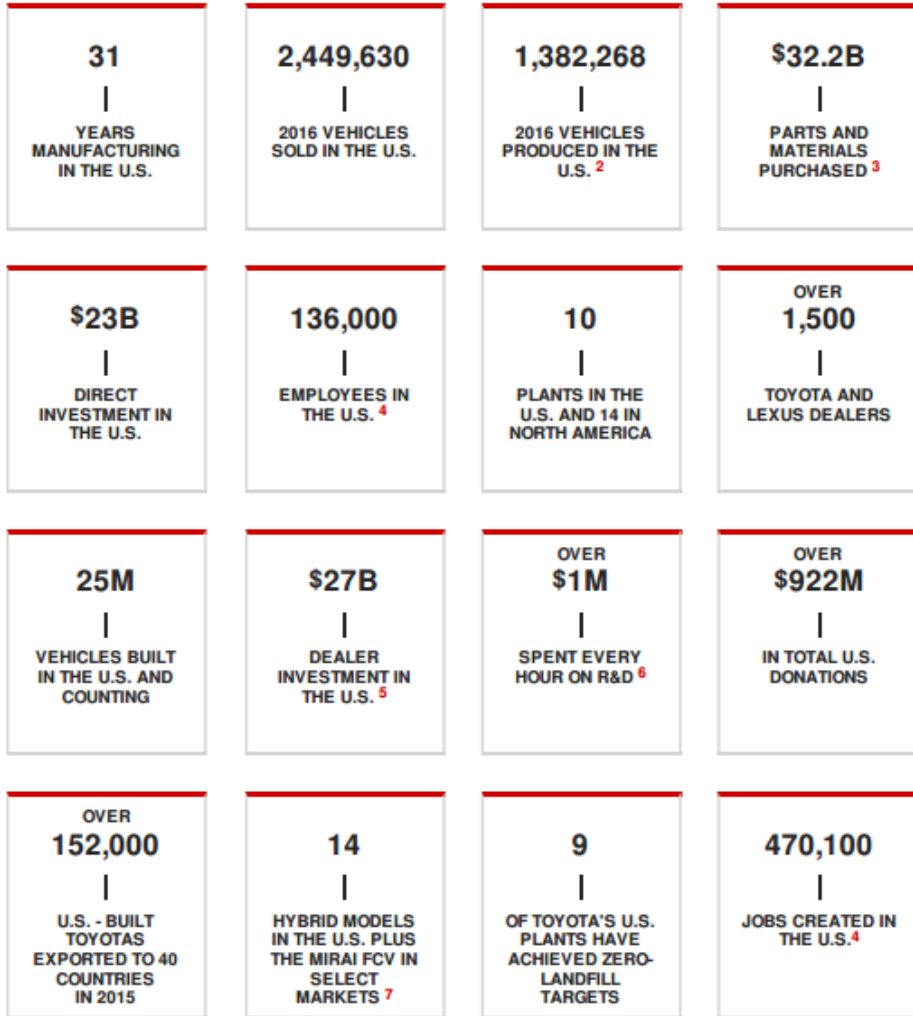 31
YEARS
MANUFACTURING
IN THE U.S.
2,449,630
2016 VEHICLES
SOLD IN THE U.S.
1,382,268
2016 VEHICLES
PRODUCED IN THE
U.S. 2
$32.2B
PARTS AND
MATERIALS
PURCHASED 3
$23B
DIRECT
INVESTMENT IN
THE U.S.
136,000
EMPLOYEES IN
THE U.S. 4
10
PLANTS IN THE
U.S. AND 14 IN
NORTH AMERICA
OVER
1,500
TOYOTA AND
LEXUS DEALERS
25M
VEHICLES BUILT
IN THE U.S. AND
COUNTING
$27B
DEALER
INVESTMENT IN
THE U.S. 5
OVER
$1M
SPENT EVERY
HOUR ON R&D 6
OVER
$922M
IN TOTAL U.S.
DONATIONS
OVER
152,000
U.S. - BUILT
TOYOTAS
EXPORTED TO 40
COUNTRIES
IN 2015
14
HYBRID MODELS
IN THE U.S. PLUS
THE MIRAI FCV IN
SELECT
MARKETS 7
9
OF TOYOTA'S U.S.
PLANTS HAVE
ACHIEVED ZERO-
LANDFILL
TARGETS
470,100
JOBS CREATED IN
THE U.S.4